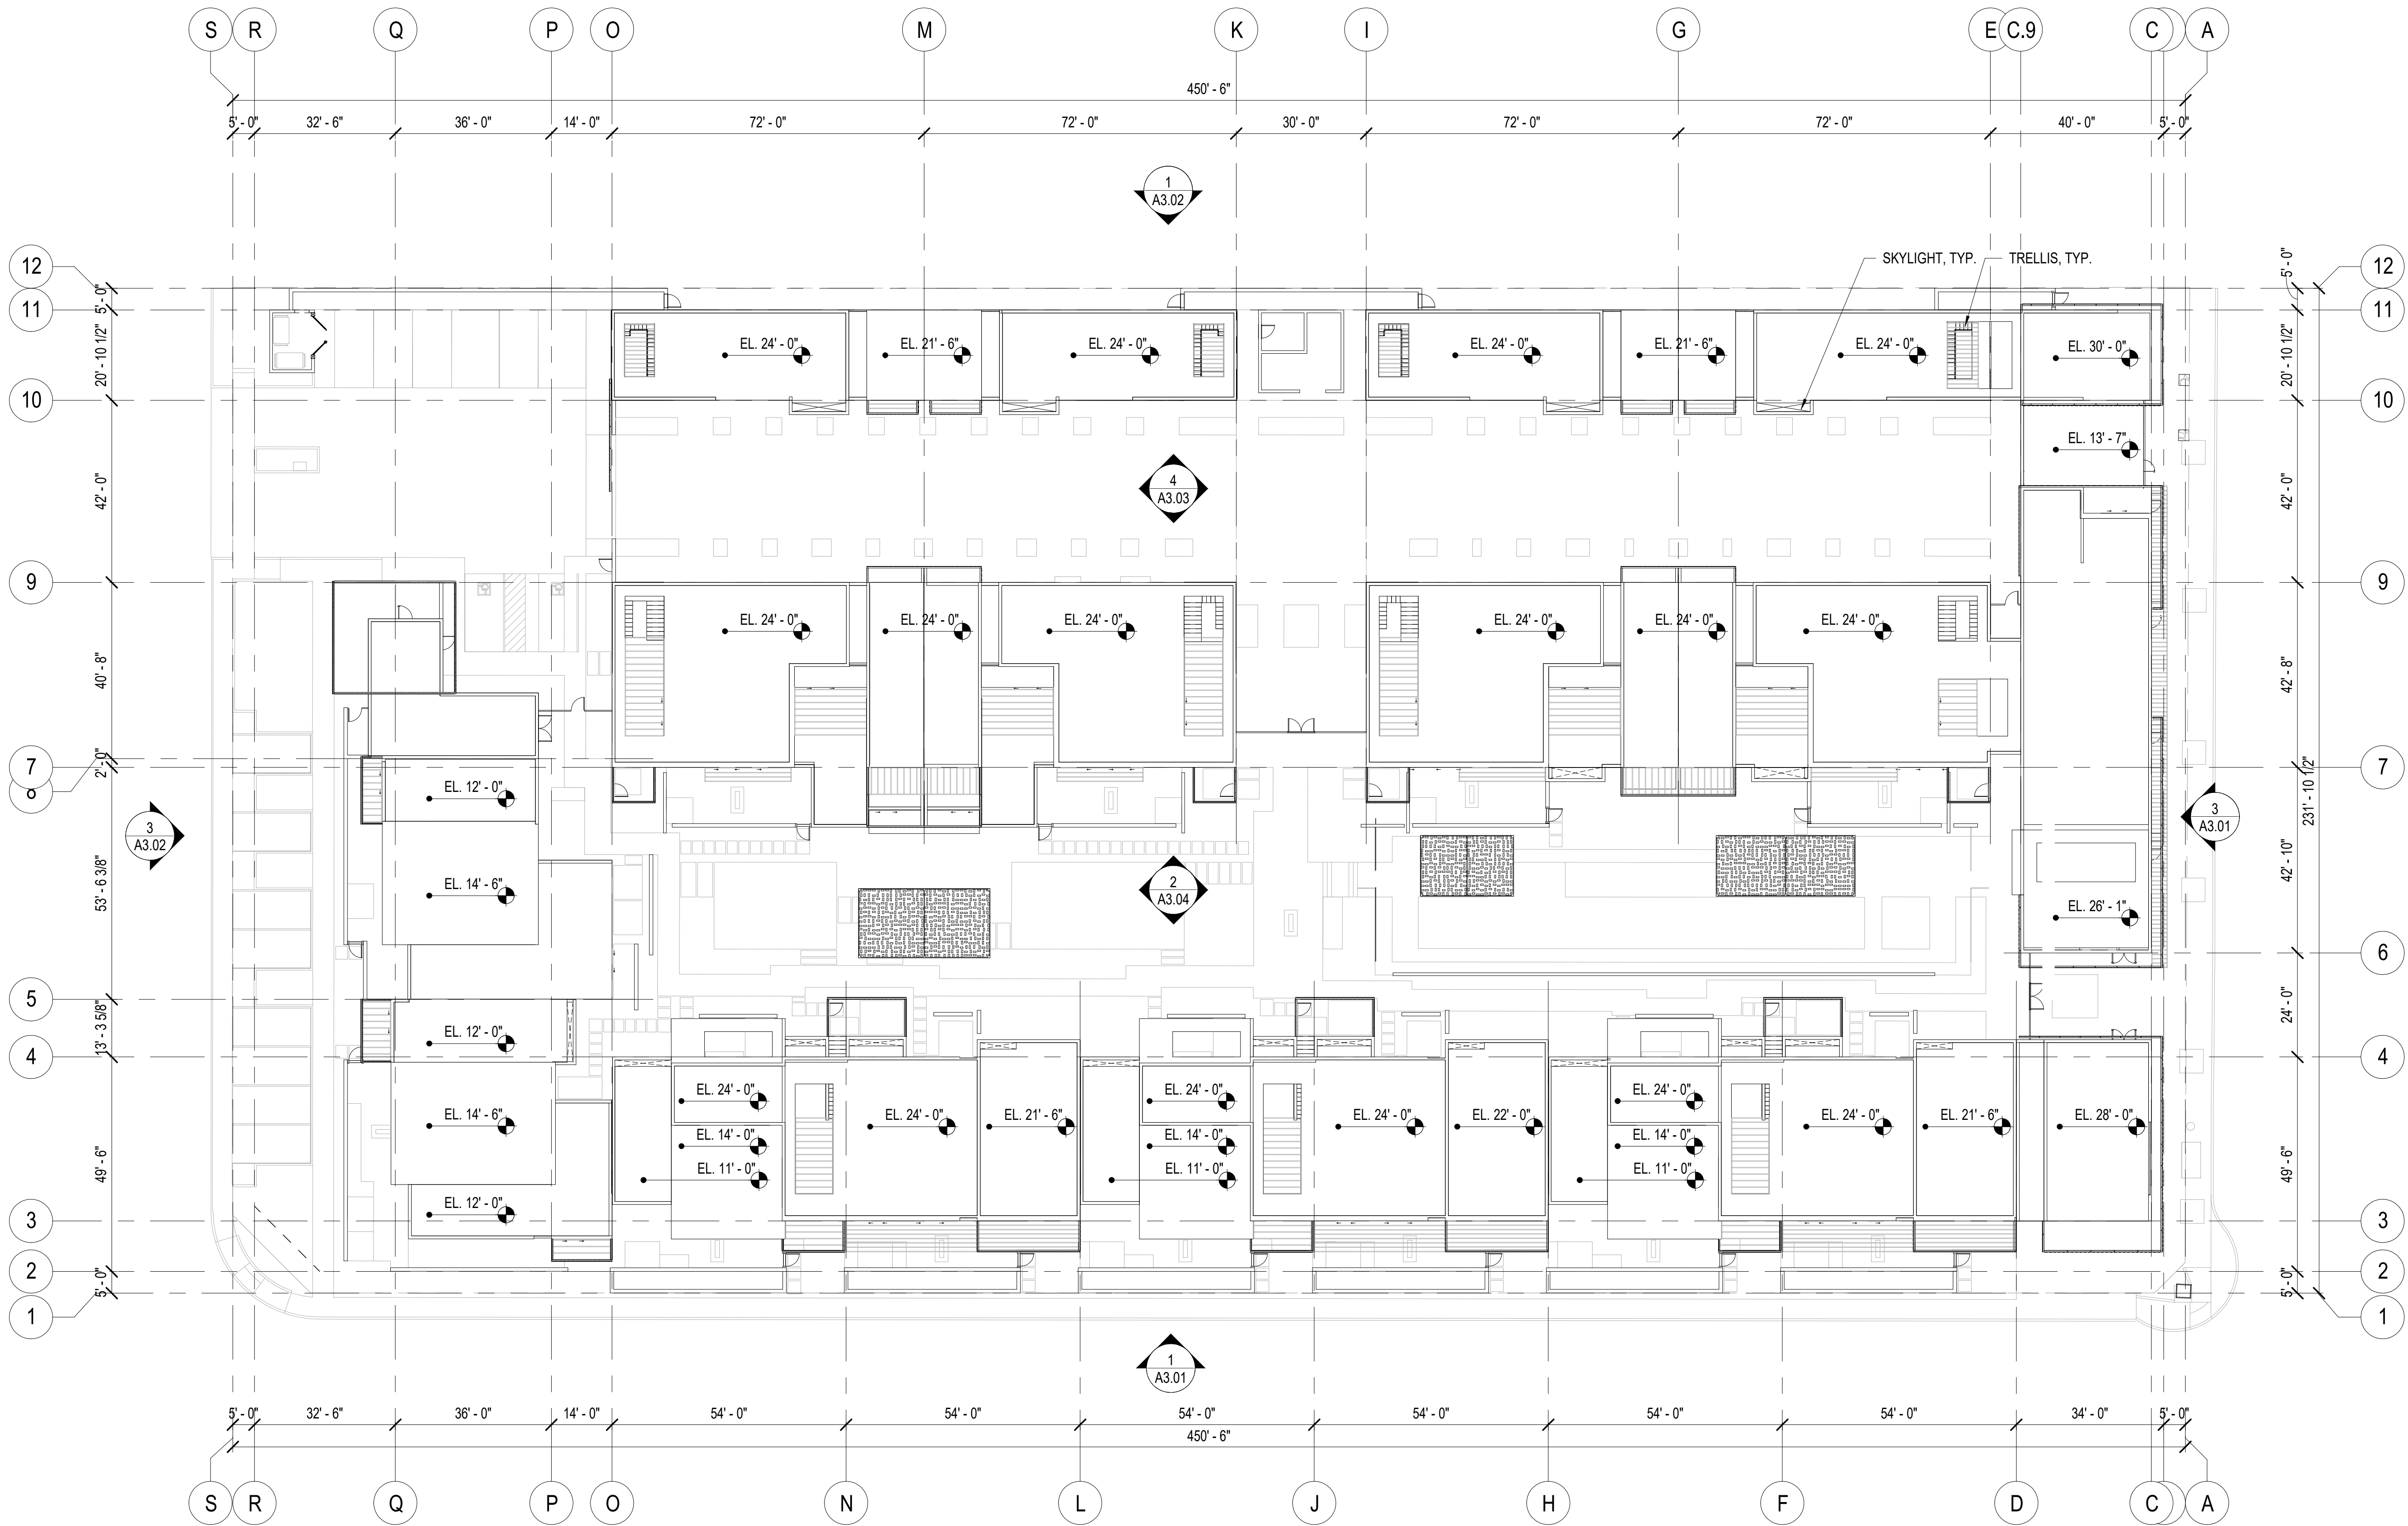 S R Q P O M K I G E C.9 C A
450' - 6"
5' - 0" 32' - 6" 36' - 0" 14' - 0" 72' - 0" 72' - 0" 30' - 0" 72' - 0" 72' - 0" 40' - 0" 5' - 0"
1
A3.02
12 5' - 0" SKYLIGHT, TYP. TRELLIS, TYP. 5' - 0" 12
11 11
20' - 10 1/2" EL. 24' - 0" EL. 21' - 6" EL. 24' - 0" EL. 24' - 0" EL. 21' - 6" EL. 24' - 0" EL. 30' - 0" 20' - 10 1/2"
10 10
EL. 13' - 7"
42' - 0" 42' - 0"
4
A3.03
9 9
EL. 24' - 0" EL. 24' - 0" EL. 24' - 0" EL. 24' - 0" EL. 24' - 0" EL. 24' - 0"
40' - 8" 42' - 8"
7 2' - 0" 7
8
EL. 12' - 0"
231' - 10 1/2"
3
A3.02
3
A3.01
53' - 6 3/8" EL. 14' - 6" 42' - 10"
2
A3.04
EL. 26' - 1"
6
5 13' - 3 5/8" 24' - 0"
EL. 12' - 0"
4 4
EL. 24' - 0" EL. 24' - 0" EL. 24' - 0"
EL. 14' - 6" EL. 24' - 0" EL. 21' - 6" EL. 24' - 0" EL. 22' - 0" EL. 24' - 0" EL. 21' - 6" EL. 28' - 0"
EL. 14' - 0" EL. 14' - 0" EL. 14' - 0"
49' - 6" EL. 11' - 0" EL. 11' - 0" EL. 11' - 0" 49' - 6"
EL. 12' - 0"
3 3
2 2
5' - 0" 5' - 0"
1 1
1
A3.01
5' - 0" 32' - 6" 36' - 0" 14' - 0" 54' - 0" 54' - 0" 54' - 0" 54' - 0" 54' - 0" 54' - 0" 34' - 0" 5' - 0"
450' - 6"
S R Q P O N L J H F D C A